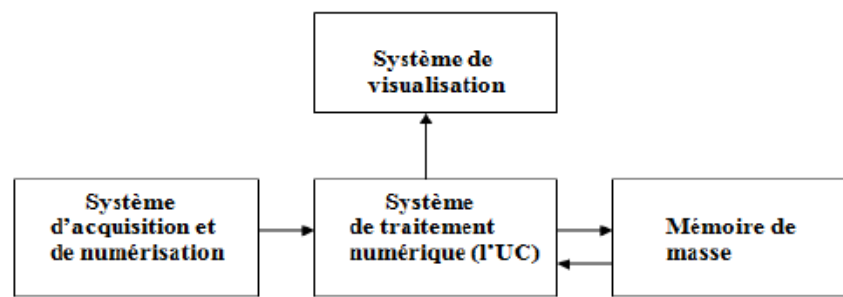 Système de
visualisation
Système
d’acquisition et
de numérisation
Système
de traitement
numérique (l’UC)
Mémoire de
masse